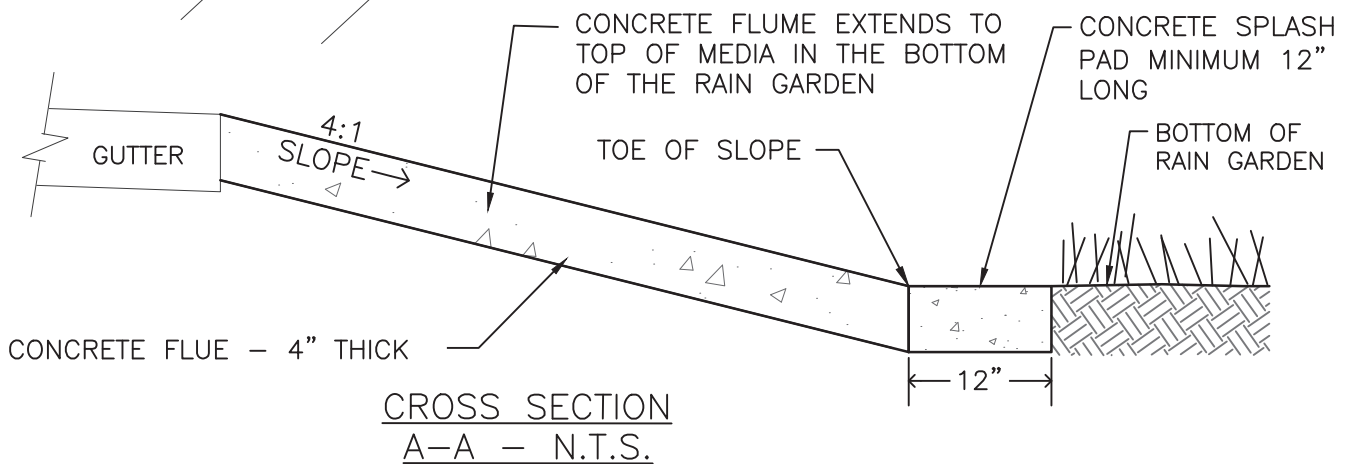 CONCRETE FLUME EXTENDS TO
TOP OF MEDIA IN THE BOTTOM
OF THE RAIN GARDEN
CONCRETE SPLASH
PAD MINIMUM 12"
LONG
4:1
SLOPE
GUTTER
TOE OF SLOPE
BOTTOM OF
RAIN GARDEN
CONCRETE FLUE – 4" THICK
12"
CROSS SECTION
A–A – N.T.S.